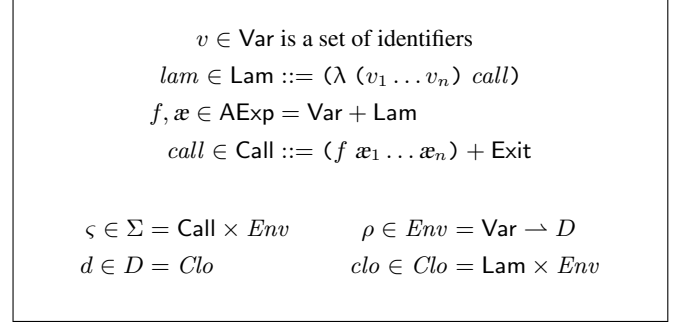 v ∈ Var is a set of identifiers
lam ∈ Lam ::= (λ (v₁ … vₙ) call)
f, æ ∈ AExp = Var + Lam
call ∈ Call ::= (f æ₁ … æₙ) + Exit
ς ∈ Σ = Call × Env ρ ∈ Env = Var ⇀ D
d ∈ D = Clo clo ∈ Clo = Lam × Env